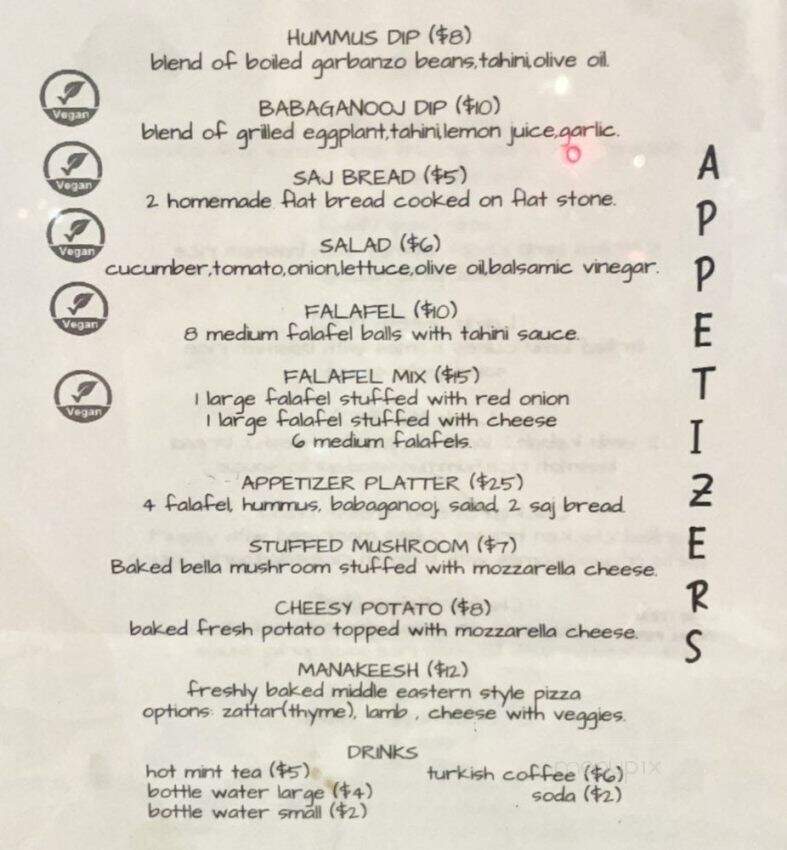 HUMMUS DIP ($8)
blend of boiled garbanzo beans,tahini,olive oil.
Vegan
BABAGANOOJ DIP ($10)
blend of grilled eggplant,tahini,lemon juice,garlic.
Vegan
SAJ BREAD ($5)
2 homemade flat bread cooked on flat stone.
Vegan
SALAD ($6)
cucumber,tomato,onion,lettuce,olive oil,balsamic vinegar.
Vegan
FALAFEL ($10)
8 medium falafel balls with tahini sauce.
Vegan
FALAFEL MIX ($15)
1 large falafel stuffed with red onion
1 large falafel stuffed with cheese
6 medium falafels.
APPETIZER PLATTER ($25)
4 falafel, hummus, babaganooj, salad, 2 saj bread.
STUFFED MUSHROOM ($7)
Baked bella mushroom stuffed with mozzarella cheese.
CHEESY POTATO ($8)
baked fresh potato topped with mozzarella cheese.
MANAKEESH ($12)
freshly baked middle eastern style pizza
options: zattar(thyme), lamb , cheese with veggies.
DRINKS
hot mint tea ($5)
bottle water large ($4)
bottle water small ($2)
turkish coffee ($6)
soda ($2)
APPETIZERS